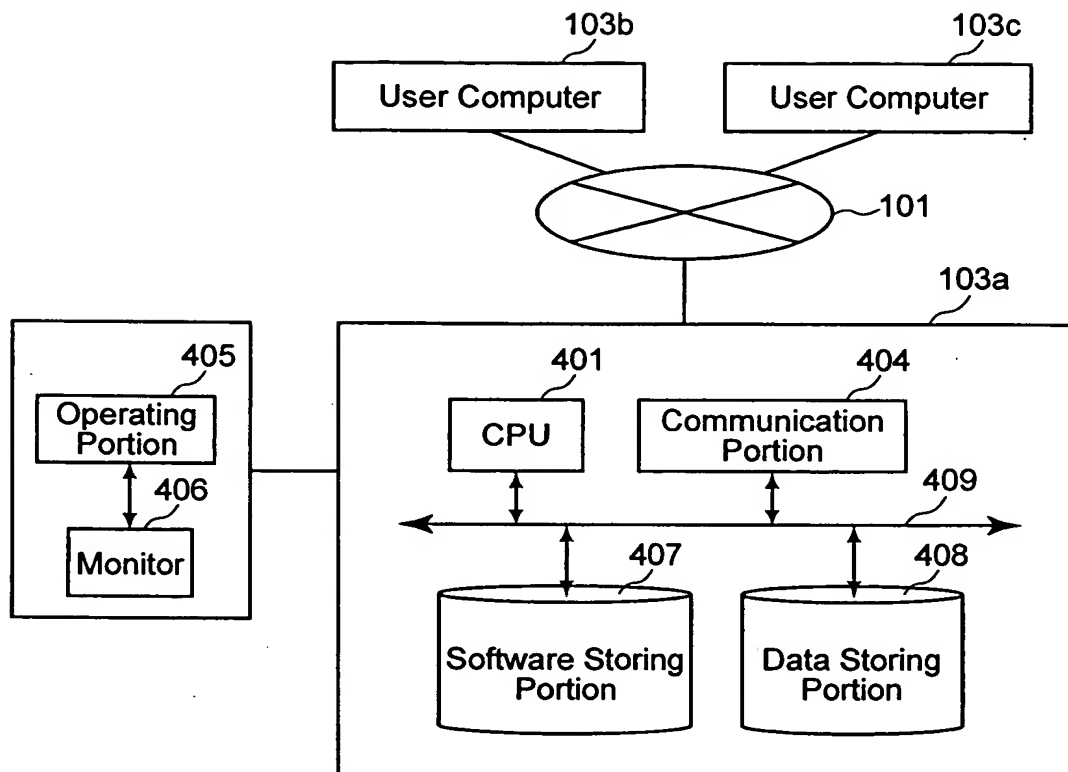 103b
103c
User Computer
User Computer
101
103a
405
Operating
Portion
406
Monitor
401
CPU
404
Communication
Portion
409
407
Software Storing
Portion
408
Data Storing
Portion